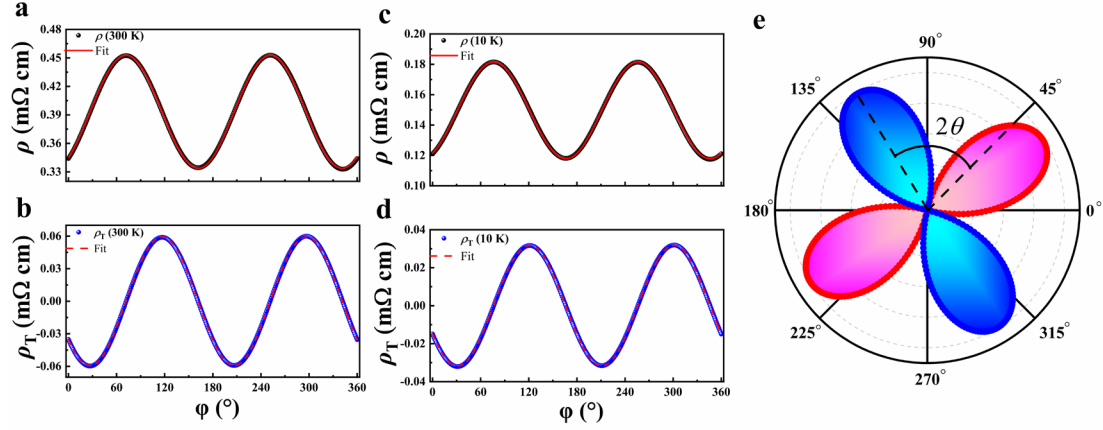 a
ρ (300 K)
Fit
ρ (mΩ cm)
0.48
0.45
0.42
0.39
0.36
0.33
b
ρT (300 K)
Fit
ρT (mΩ cm)
0.06
0.03
0.00
-0.03
-0.06
0 60 120 180 240 300 360
φ (°)
c
ρ (10 K)
Fit
ρ (mΩ cm)
0.20
0.18
0.16
0.14
0.12
0.10
d
ρT (10 K)
Fit
ρT (mΩ cm)
0.04
0.02
0.00
-0.02
-0.04
0 60 120 180 240 300 360
φ (°)
e
90°
135°
45°
2θ
180°
0°
225°
315°
270°